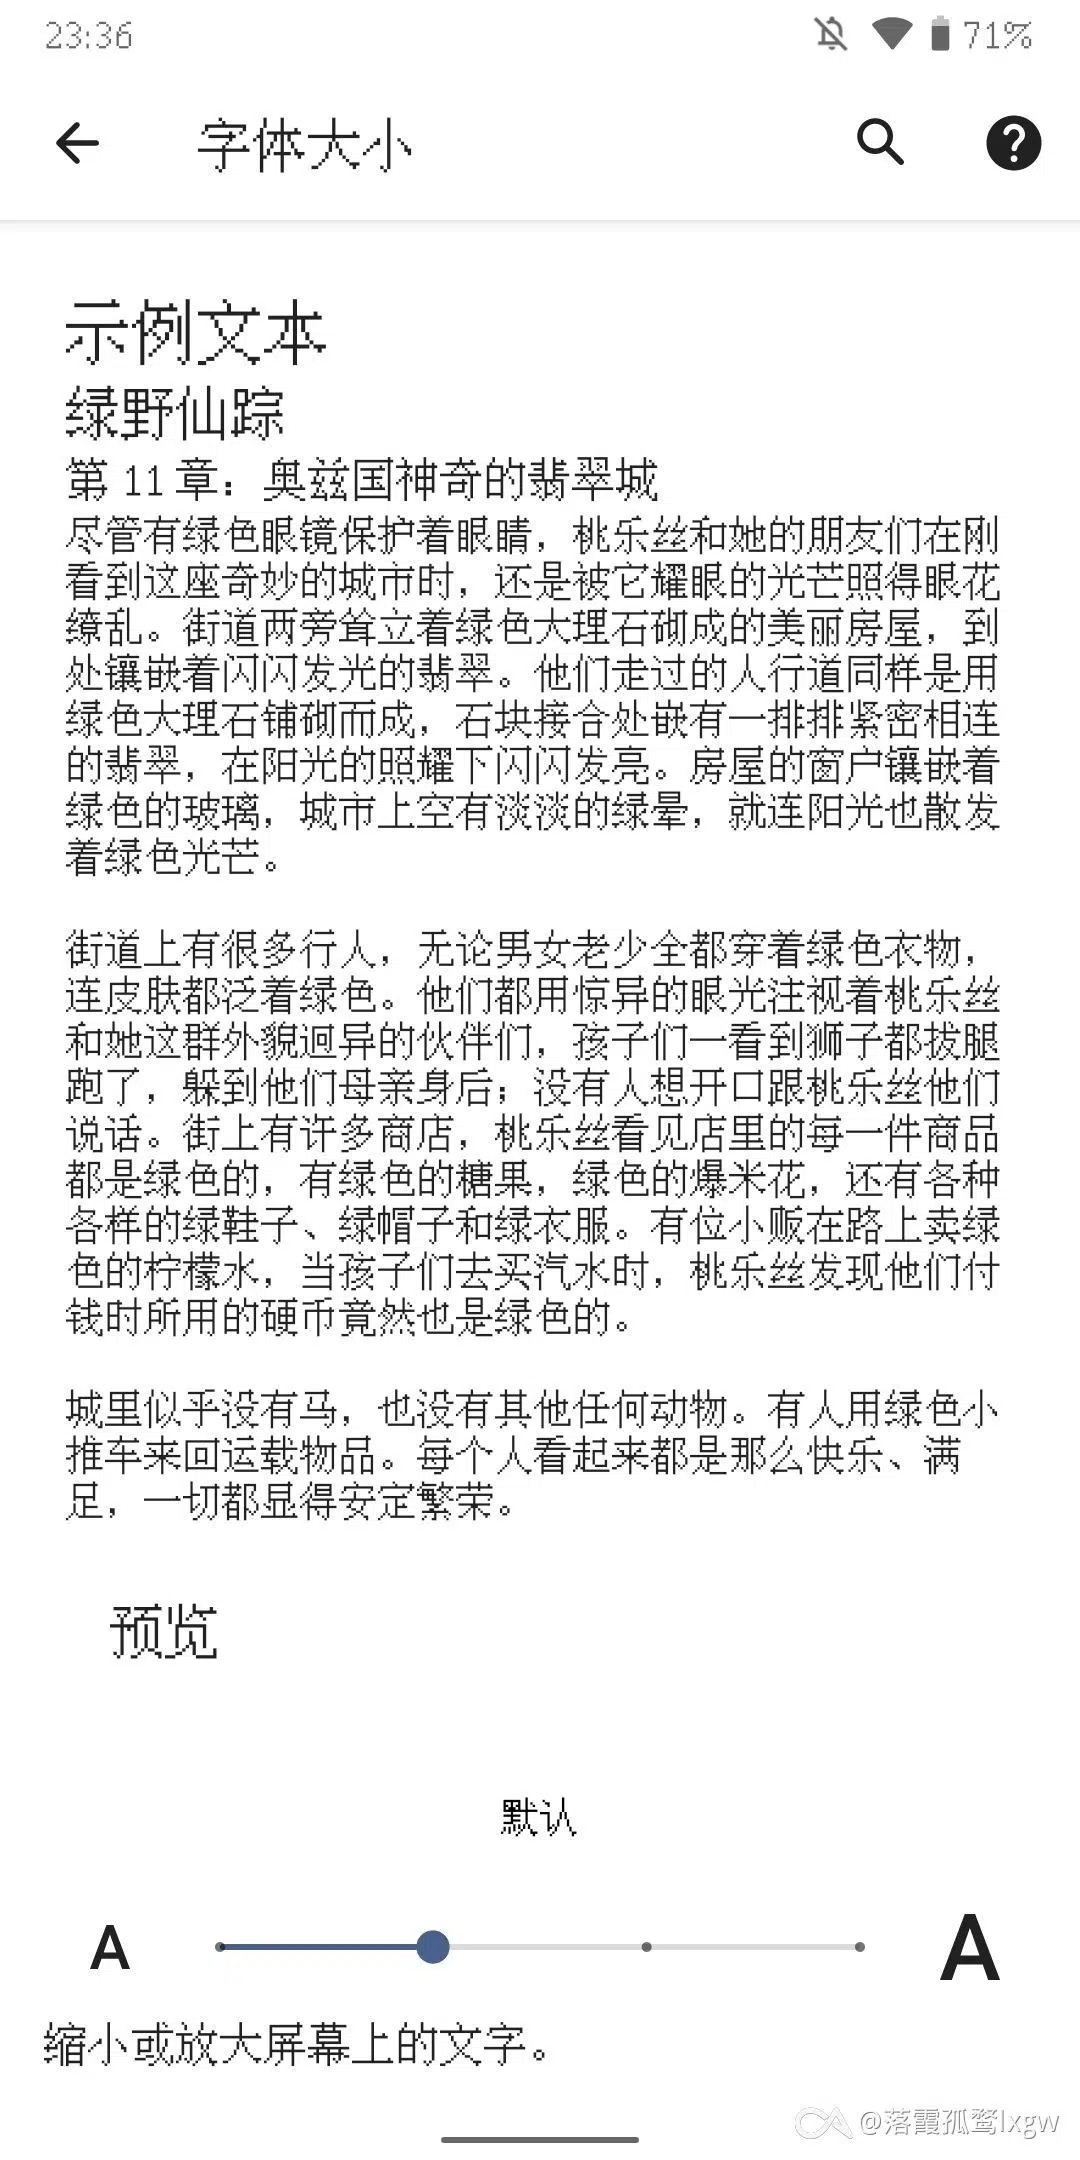 23:36
71%
字体大小
示例文本
绿野仙踪
第 11 章：奥兹国神奇的翡翠城
尽管有绿色眼镜保护着眼睛，桃乐丝和她的朋友们在刚
看到这座奇妙的城市时，还是被它耀眼的光芒照得眼花
缭乱。街道两旁耸立着绿色大理石砌成的美丽房屋，到
处镶嵌着闪闪发光的翡翠。他们走过的人行道同样是用
绿色大理石铺砌而成，石块接合处嵌有一排排紧密相连
的翡翠，在阳光的照耀下闪闪发亮。房屋的窗户镶嵌着
绿色的玻璃，城市上空有淡淡的绿晕，就连阳光也散发
着绿色光芒。
街道上有很多行人，无论男女老少全都穿着绿色衣物，
连皮肤都泛着绿色。他们都用惊异的眼光注视着桃乐丝
和她这群外貌迥异的伙伴们，孩子们一看到狮子都拔腿
跑了，躲到他们母亲身后；没有人想开口跟桃乐丝他们
说话。街上有许多商店，桃乐丝看见店里的每一件商品
都是绿色的，有绿色的糖果，绿色的爆米花，还有各种
各样的绿鞋子、绿帽子和绿衣服。有位小贩在路上卖绿
色的柠檬水，当孩子们去买汽水时，桃乐丝发现他们付
钱时所用的硬币竟然也是绿色的。
城里似乎没有马，也没有其他任何动物。有人用绿色小
推车来回运载物品。每个人看起来都是那么快乐、满
足，一切都显得安定繁荣。
预览
默认
A A
缩小或放大屏幕上的文字。
@落霞孤鹜lxgw